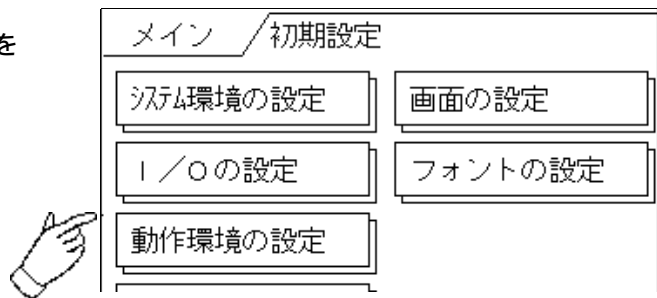 を
メイン / 初期設定
ｼｽﾃﾑ環境の設定
画面の設定
Ｉ／Ｏの設定
フォントの設定
動作環境の設定